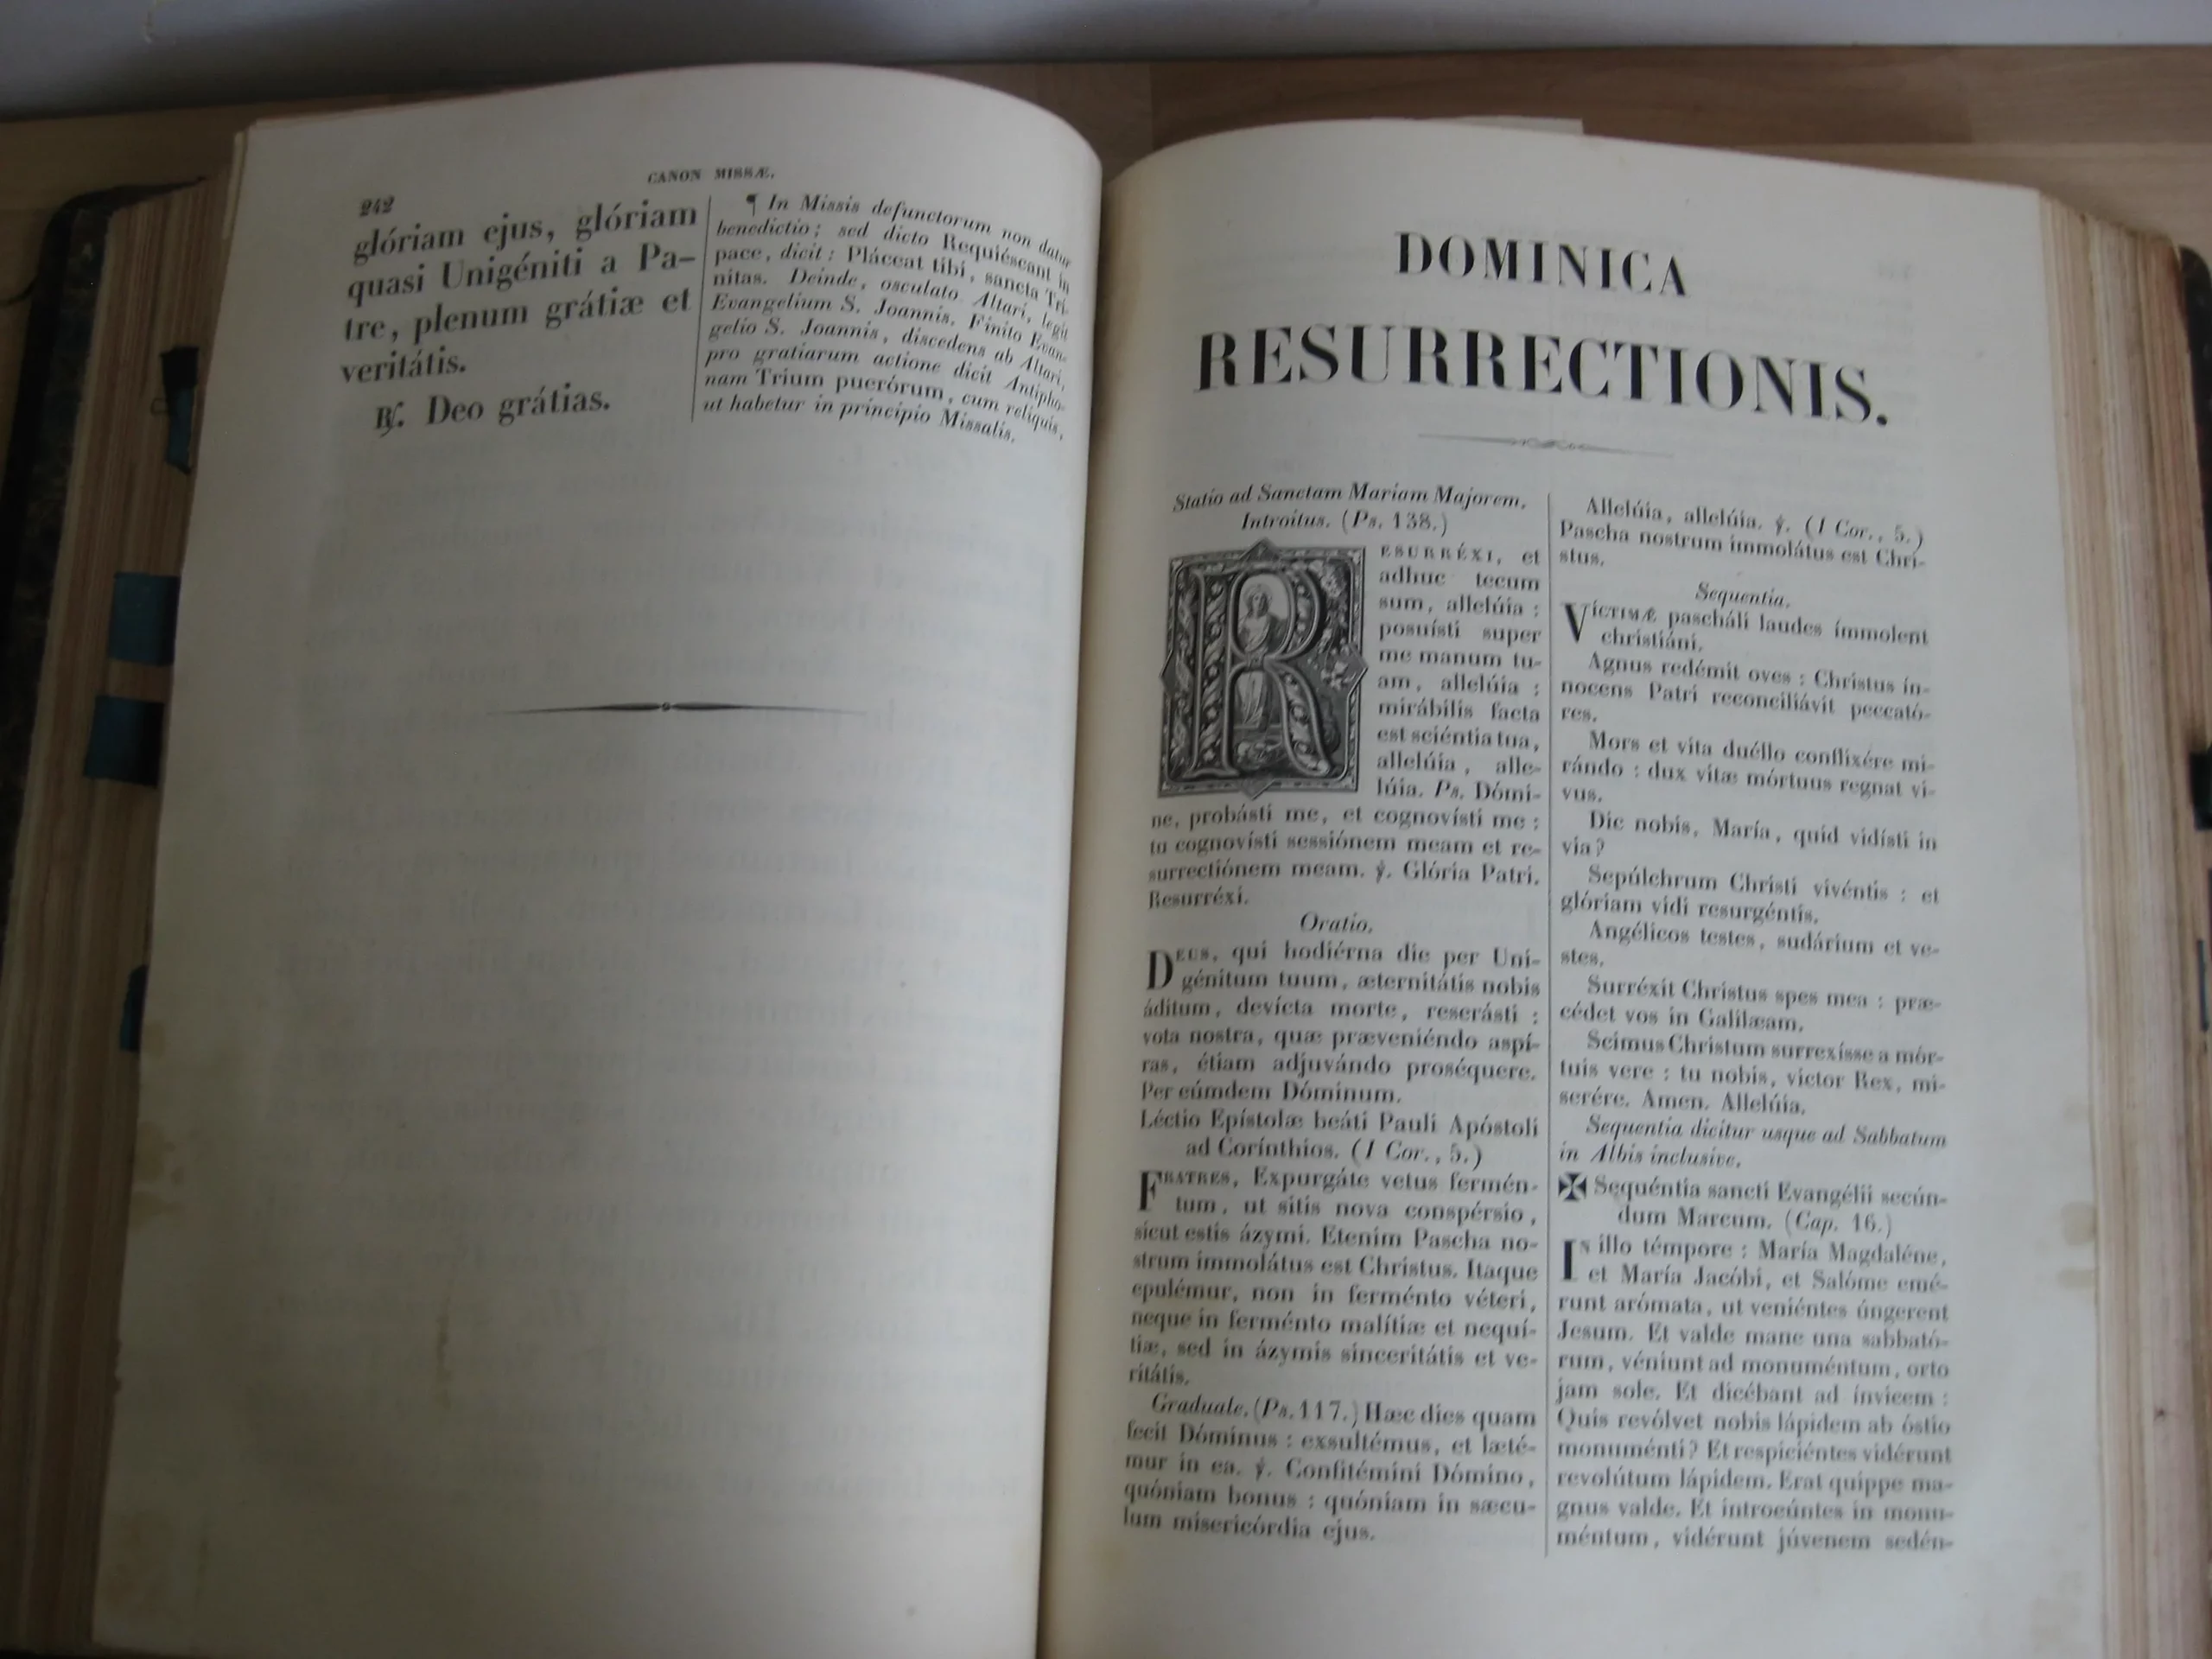 242
CANON MISSÆ.
glóriam ejus, glóriam
quasi Unigéniti a Pa-
tre, plenum grátiæ et
veritátis.
℟. Deo grátias.
¶ In Missis defunctorum non datur
benedictio; sed dicto Requiéscant in
pace, dicit: Pláceat tibi, sancta Tri-
nitas. Deinde, osculato Altari, legit
Evangelium S. Joannis. Finito Evan-
gelio S. Joannis, discedens ab Altari,
pro gratiarum actione dicit Antipho-
nam Trium puerórum, cum reliquis,
ut habetur in principio Missalis.
DOMINICA
RESURRECTIONIS.
Statio ad Sanctam Mariam Majorem.
Introitus. (Ps. 138.)
RESURRÉXI, et
adhuc tecum
sum, allelúia :
posuísti super
me manum tu-
am, allelúia :
mirábilis facta
est sciéntia tua,
allelúia, alle-
lúia. Ps. Dómi-
ne, probásti me, et cognovísti me :
tu cognovísti sessiónem meam et re-
surrectiónem meam. ℣. Glória Patri.
Resurréxi.
Oratio.
DEUS, qui hodiérna die per Uni-
génitum tuum, æternitátis nobis
áditum, devícta morte, reserásti :
vota nostra, quæ præveniéndo aspí-
ras, étiam adjuvándo proséquere.
Per eúmdem Dóminum.
Léctio Epístolæ beáti Pauli Apóstoli
ad Corínthios. (I Cor., 5.)
FRATRES, Expurgáte vetus fermén-
tum, ut sitis nova conspérsio,
sicut estis ázymi. Etenim Pascha no-
strum immolátus est Christus. Itaque
epulémur, non in ferménto véteri,
neque in ferménto malítiæ et nequí-
tiæ, sed in ázymis sinceritátis et ve-
ritátis.
Graduale. (Ps. 117.) Hæc dies quam
fecit Dóminus : exsultémus, et læté-
mur in ea. ℣. Confitémini Dómino,
quóniam bonus : quóniam in sæcu-
lum misericórdia ejus.
Allelúia, allelúia. ℣. (I Cor., 5.)
Pascha nostrum immolátus est Chri-
stus.
Sequentia.
VÍCTIMÆ pascháli laudes ímmolent
christiáni.
Agnus redémit oves : Christus ín-
nocens Patri reconciliávit peccató-
res.
Mors et vita duéllo conflixére mi-
rándo : dux vitæ mórtuus regnat vi-
vus.
Dic nobis, María, quid vidísti in
via?
Sepúlchrum Christi vivéntis : et
glóriam vidi resurgéntis.
Angélicos testes, sudárium et ve-
stes.
Surréxit Christus spes mea : præ-
cédet vos in Galilæam.
Scimus Christum surrexísse a mór-
tuis vere : tu nobis, victor Rex, mi-
serére. Amen. Allelúia.
Sequentia dicitur usque ad Sabbatum
in Albis inclusive.
✠ Sequéntia sancti Evangélii secún-
dum Marcum. (Cap. 16.)
IN illo témpore : María Magdaléne,
et María Jacóbi, et Salóme emé-
runt arómata, ut veniéntes úngerent
Jesum. Et valde mane una sabbató-
rum, véniunt ad monuméntum, orto
jam sole. Et dicébant ad ínvicem :
Quis revólvet nobis lápidem ab óstio
monuménti? Et respiciéntes vidérunt
revolútum lápidem. Erat quippe ma-
gnus valde. Et introeúntes in monu-
méntum, vidérunt júvenem sedén-